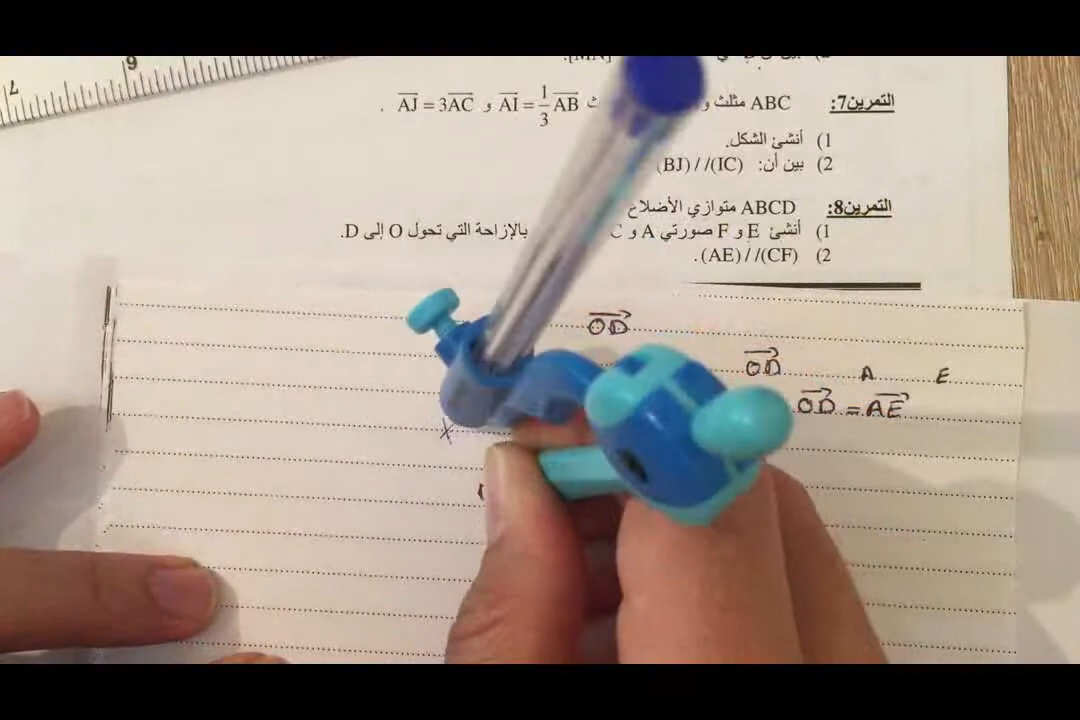 التمرين7: ABC مثلث و AI = 1/3 AB و AJ = 3AC .
1) أنشئ الشكل.
2) بين أن: (BJ)//(IC)
التمرين8: ABCD متوازي الأضلاع
1) أنشئ E و F صورتي A و C بالإزاحة التي تحول O إلى D.
2) (AE)//(CF).
OD
OD A E
OD = AE